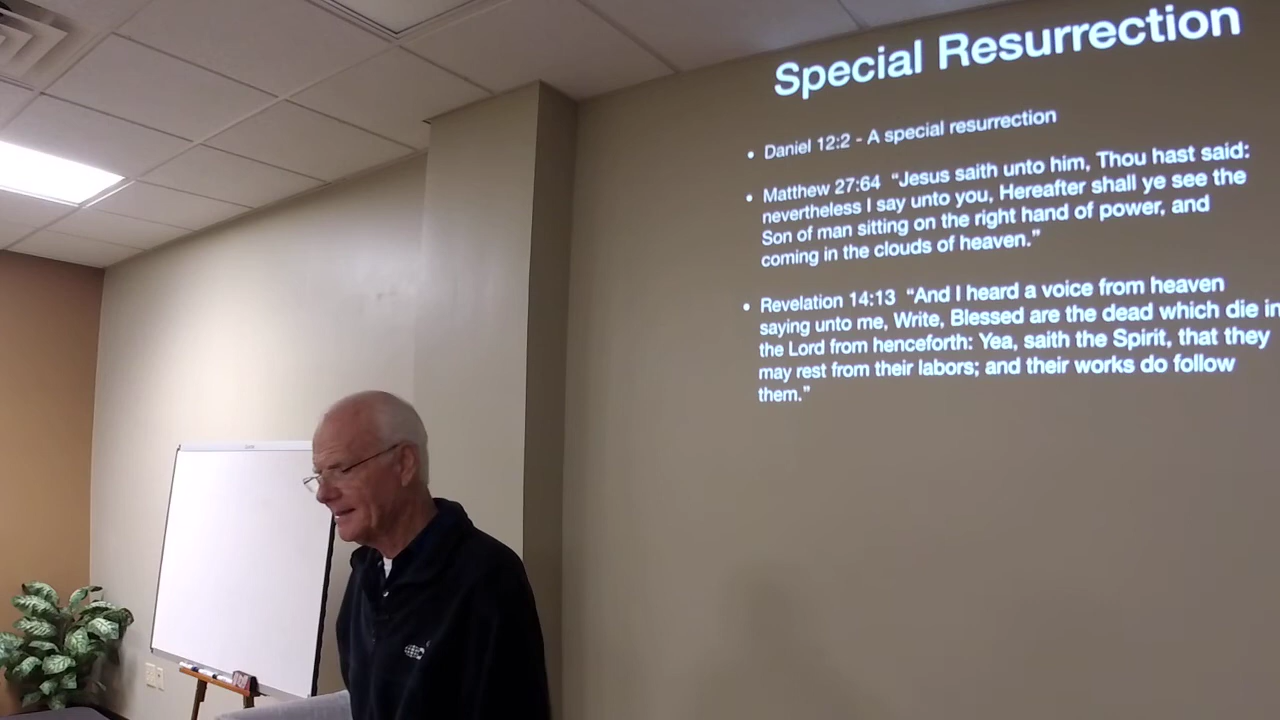 Special Resurrection
• Daniel 12:2 - A special resurrection
• Matthew 27:64 “Jesus saith unto him, Thou hast said:
nevertheless I say unto you, Hereafter shall ye see the
Son of man sitting on the right hand of power, and
coming in the clouds of heaven.”
• Revelation 14:13 “And I heard a voice from heaven
saying unto me, Write, Blessed are the dead which die in
the Lord from henceforth: Yea, saith the Spirit, that they
may rest from their labors; and their works do follow
them.”